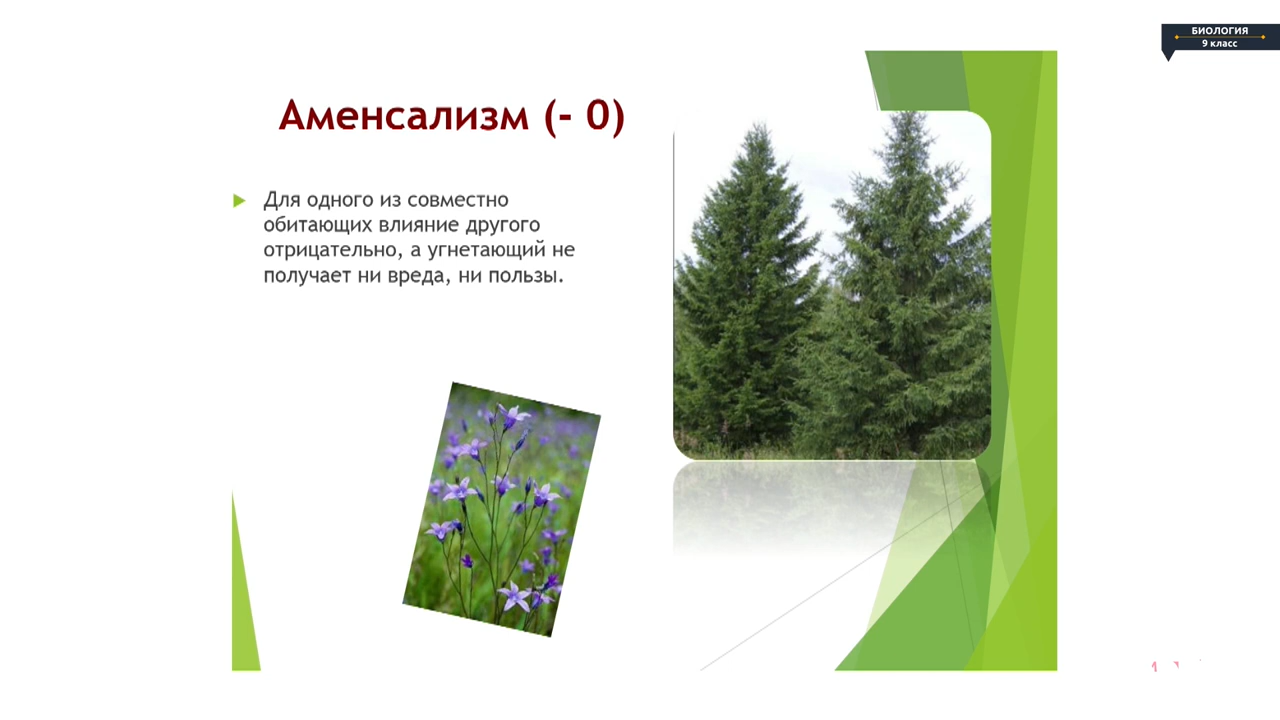 БИОЛОГИЯ
9 класс
Аменсализм (- 0)
Для одного из совместно
обитающих влияние другого
отрицательно, а угнетающий не
получает ни вреда, ни пользы.